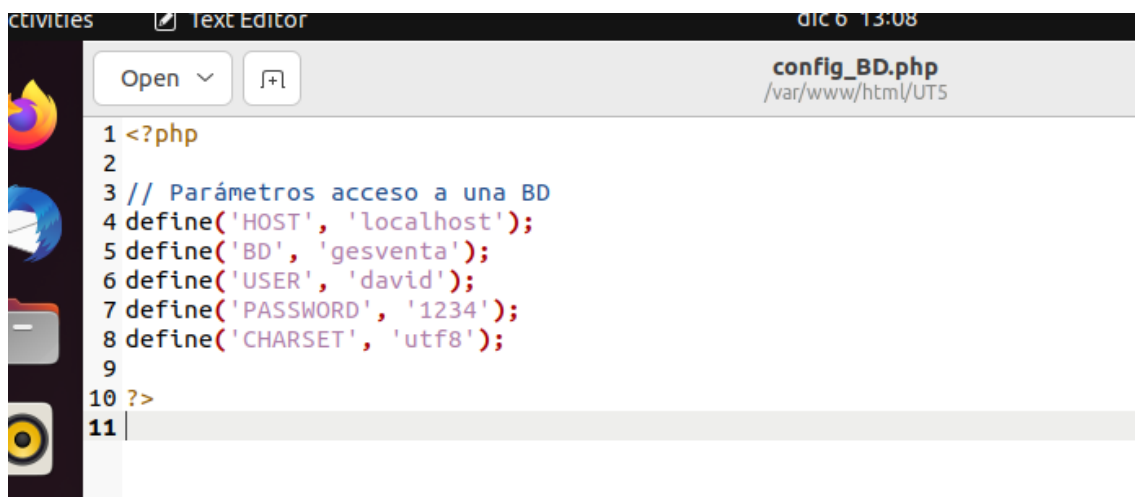 ctivities Text Editor dic 6 13:08
Open config_BD.php
/var/www/html/UT5
1 <?php
2
3 // Parámetros acceso a una BD
4 define('HOST', 'localhost');
5 define('BD', 'gesventa');
6 define('USER', 'david');
7 define('PASSWORD', '1234');
8 define('CHARSET', 'utf8');
9
10 ?>
11